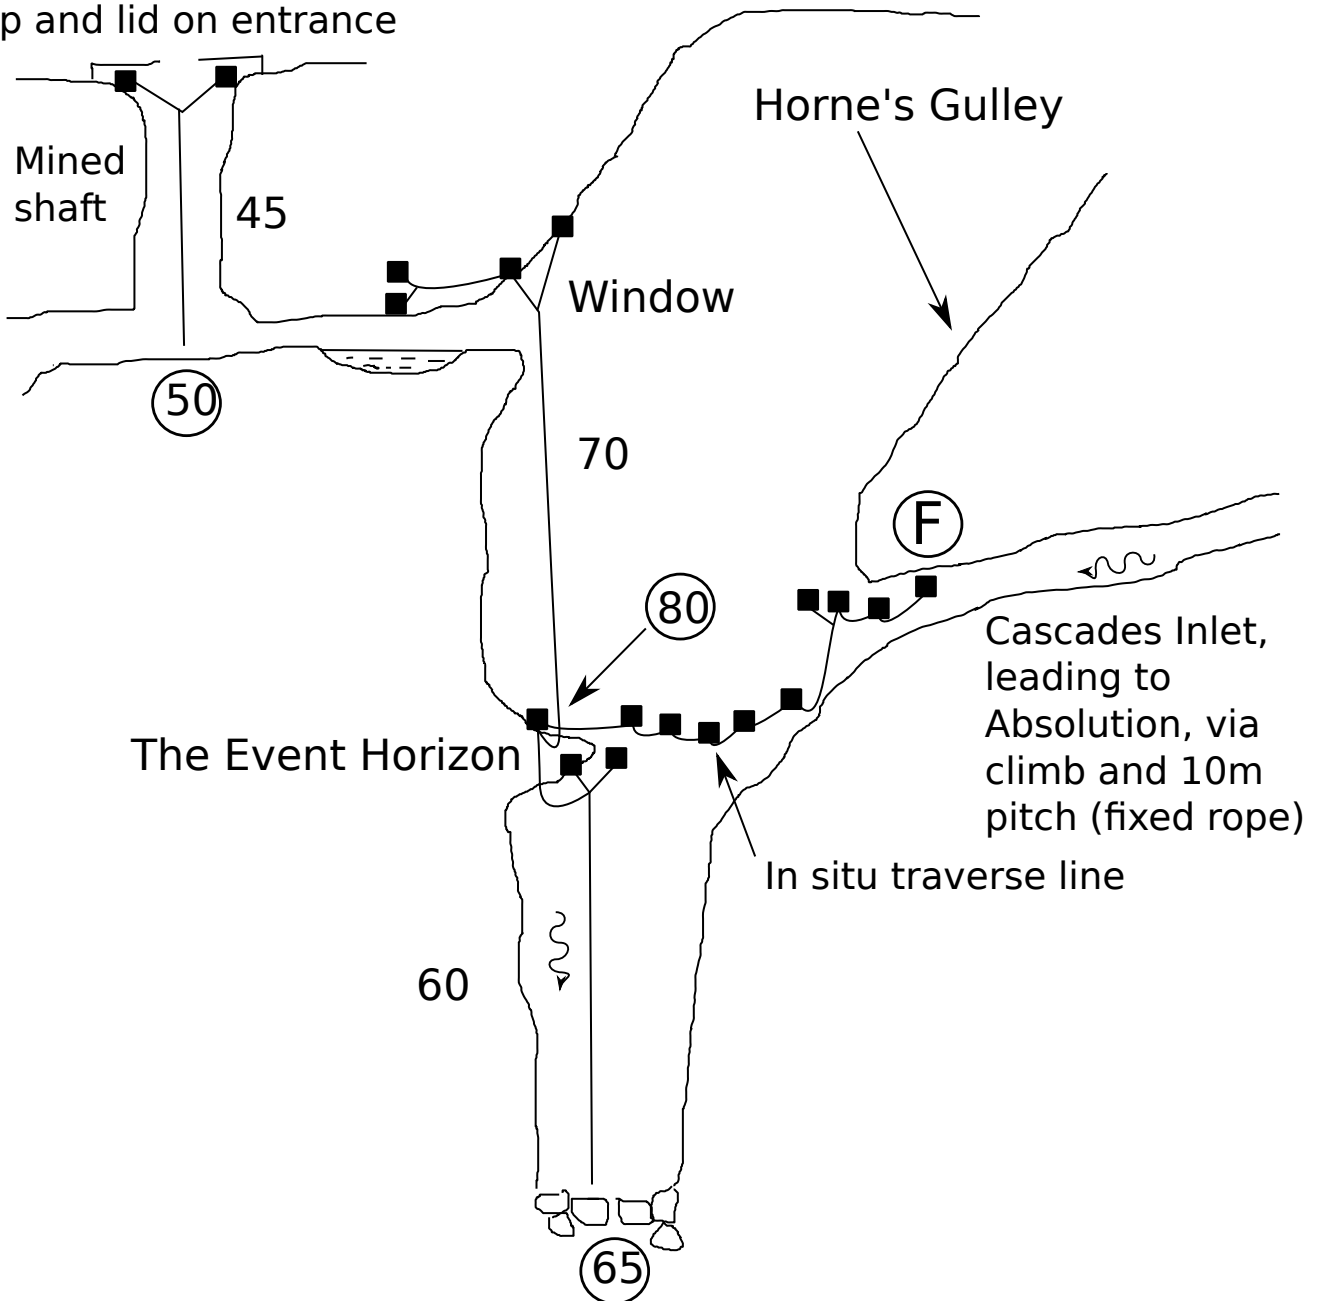 p and lid on entrance
Horne's Gulley
Mined
shaft
45
Window
50
70
F
80
Cascades Inlet,
leading to
Absolution, via
climb and 10m
pitch (fixed rope)
The Event Horizon
In situ traverse line
60
65